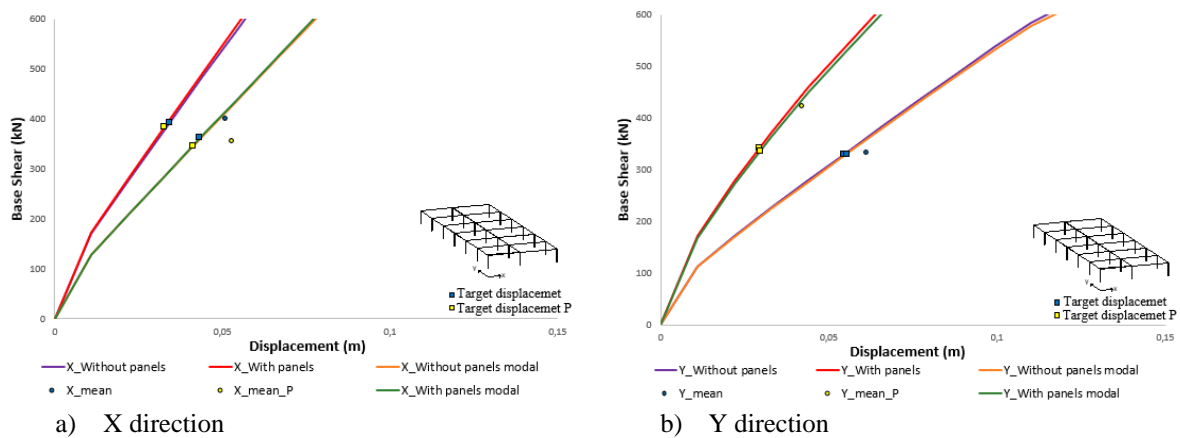 600
500
400
300
200
100
0
Base Shear (kN)
0
0,05
0,1
0,15
Displacement (m)
Y
X
Target displacemet
Target displacemet P
X_Without panels
X_With panels
X_Without panels modal
X_mean
X_mean_P
X_With panels modal
a) X direction
600
500
400
300
200
100
0
Base Shear (kN)
0
0,05
0,1
0,15
Displacement (m)
Y
X
Target displacemet
Target displacemet P
Y_Without panels
Y_With panels
Y_Without panels modal
Y_mean
Y_mean_P
Y_With panels modal
b) Y direction